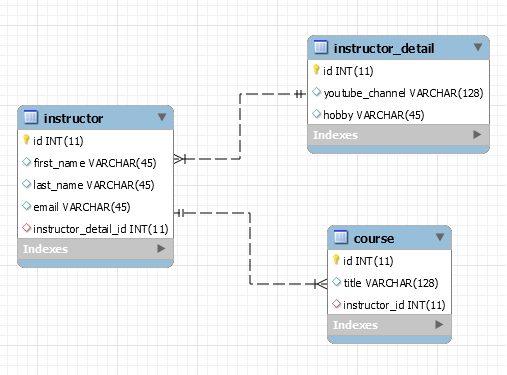 instructor_detail
id INT(11)
youtube_channel VARCHAR(128)
hobby VARCHAR(45)
Indexes
instructor
id INT(11)
first_name VARCHAR(45)
last_name VARCHAR(45)
email VARCHAR(45)
instructor_detail_id INT(11)
Indexes
course
id INT(11)
title VARCHAR(128)
instructor_id INT(11)
Indexes